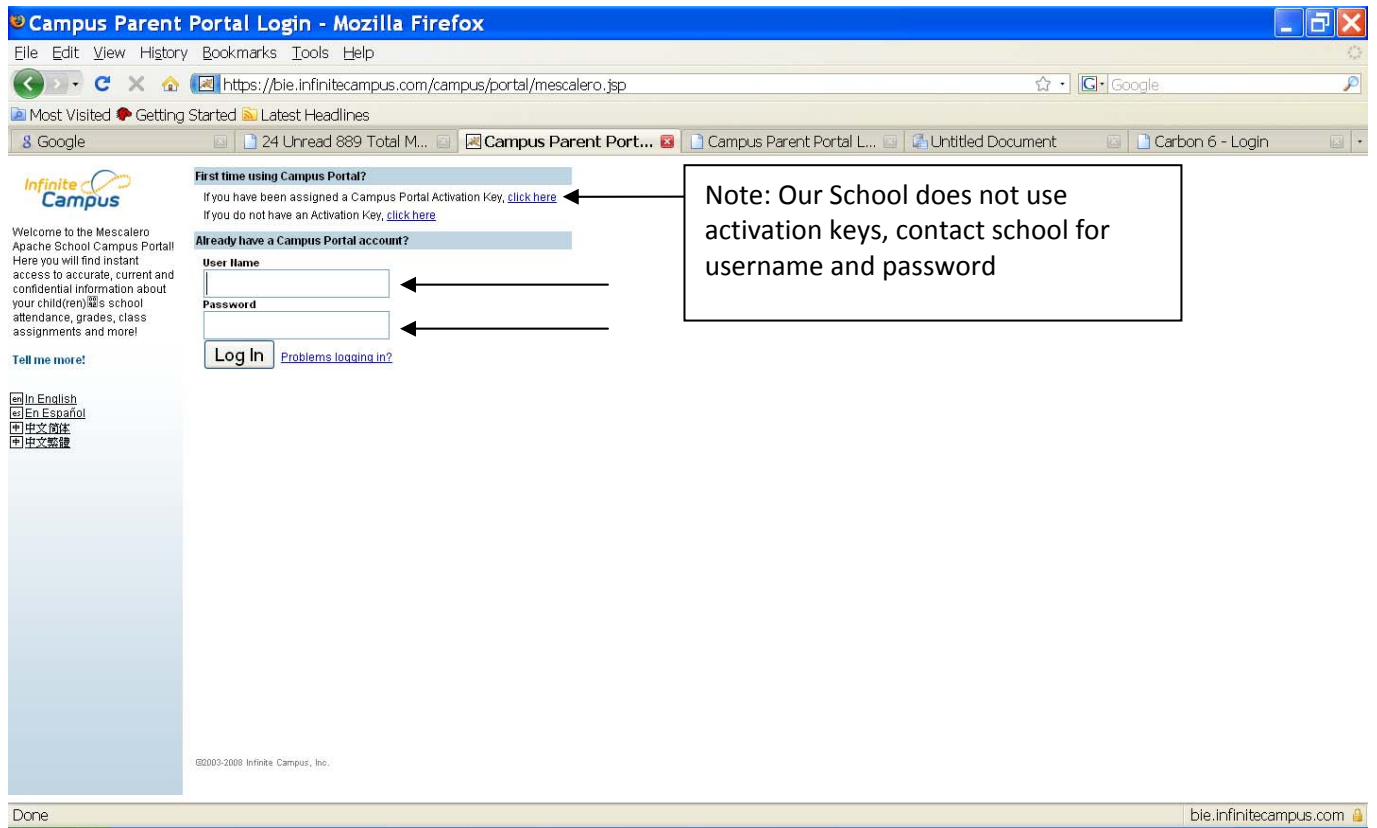 Campus Parent Portal Login - Mozilla Firefox
File Edit View History Bookmarks Tools Help
https://bie.infinitecampus.com/campus/portal/mescalero.jsp
G Google
Most Visited Getting Started Latest Headlines
Google
24 Unread 889 Total M...
Campus Parent Port...
Campus Parent Portal L...
Untitled Document
Carbon 6 - Login
Infinite
Campus
Welcome to the Mescalero
Apache School Campus Portal!
Here you will find instant
access to accurate, current and
confidential information about
your child(ren)s school
attendance, grades, class
assignments and more!
Tell me more!
en In English
es En Español
中 中文简体
中 中文繁體
First time using Campus Portal?
If you have been assigned a Campus Portal Activation Key, click here
If you do not have an Activation Key, click here
Already have a Campus Portal account?
User Name
Password
Log In Problems logging in?
Note: Our School does not use
activation keys, contact school for
username and password
©2003-2008 Infinite Campus, Inc.
Done
bie.infinitecampus.com